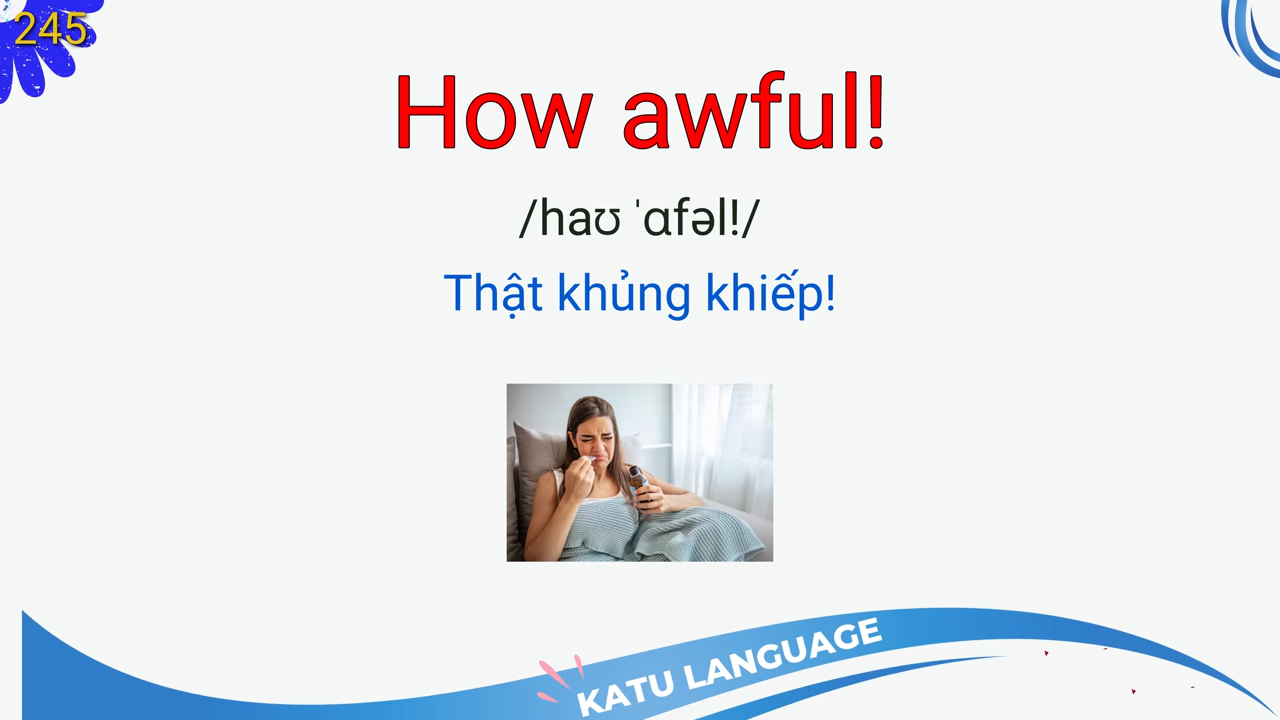 245
How awful!
/haʊ ˈɑfəl!/
Thật khủng khiếp!
KATU LANGUAGE